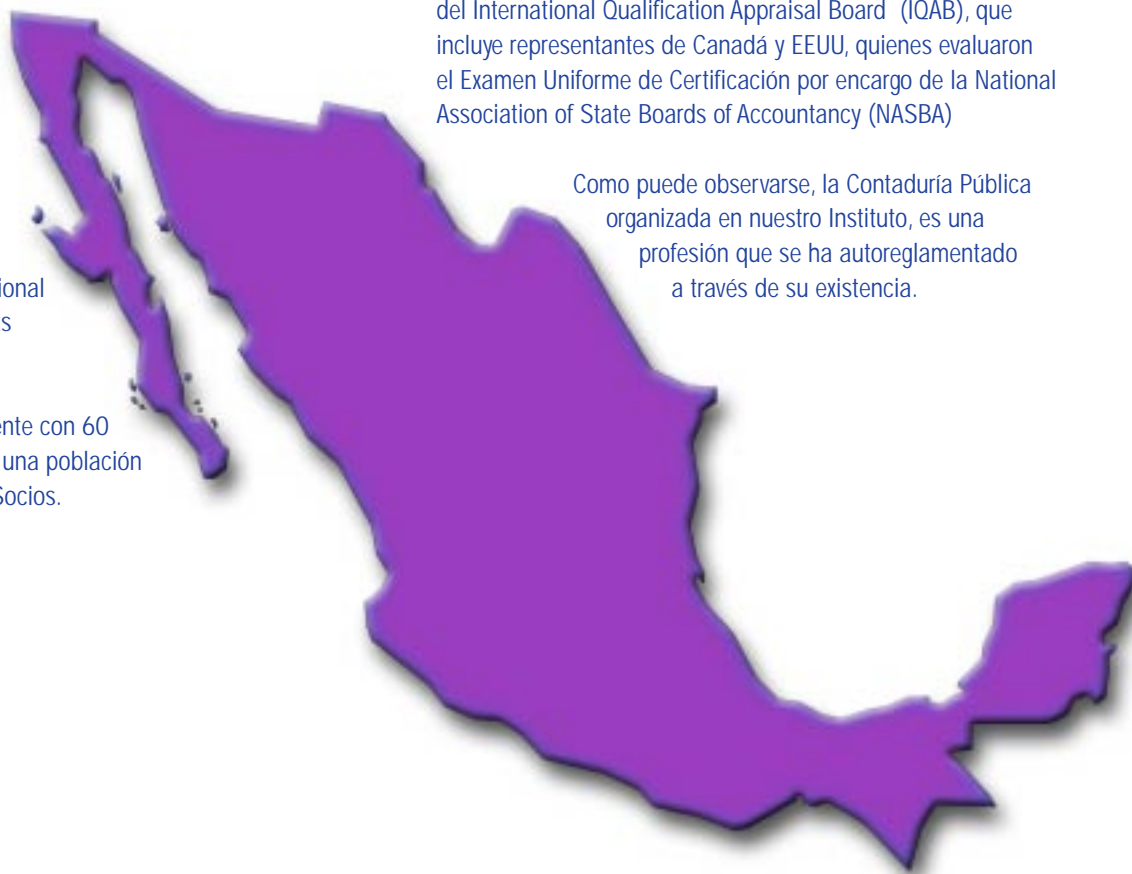 del International Qualification Appraisal Board (IQAB), que
incluye representantes de Canadá y EEUU, quienes evaluaron
el Examen Uniforme de Certificación por encargo de la National
Association of State Boards of Accountancy (NASBA)
Como puede observarse, la Contaduría Pública
organizada en nuestro Instituto, es una
profesión que se ha autoreglamentado
a través de su existencia.
ional
s
nte con 60
una población
Socios.